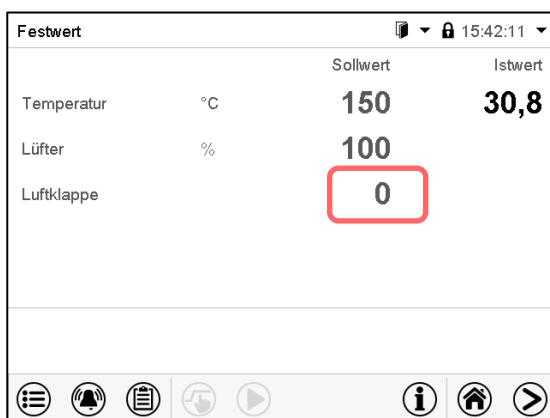 Festwert 15:42:11
Sollwert Istwert
Temperatur °C 150 30,8
Lüfter % 100
Luftklappe 0